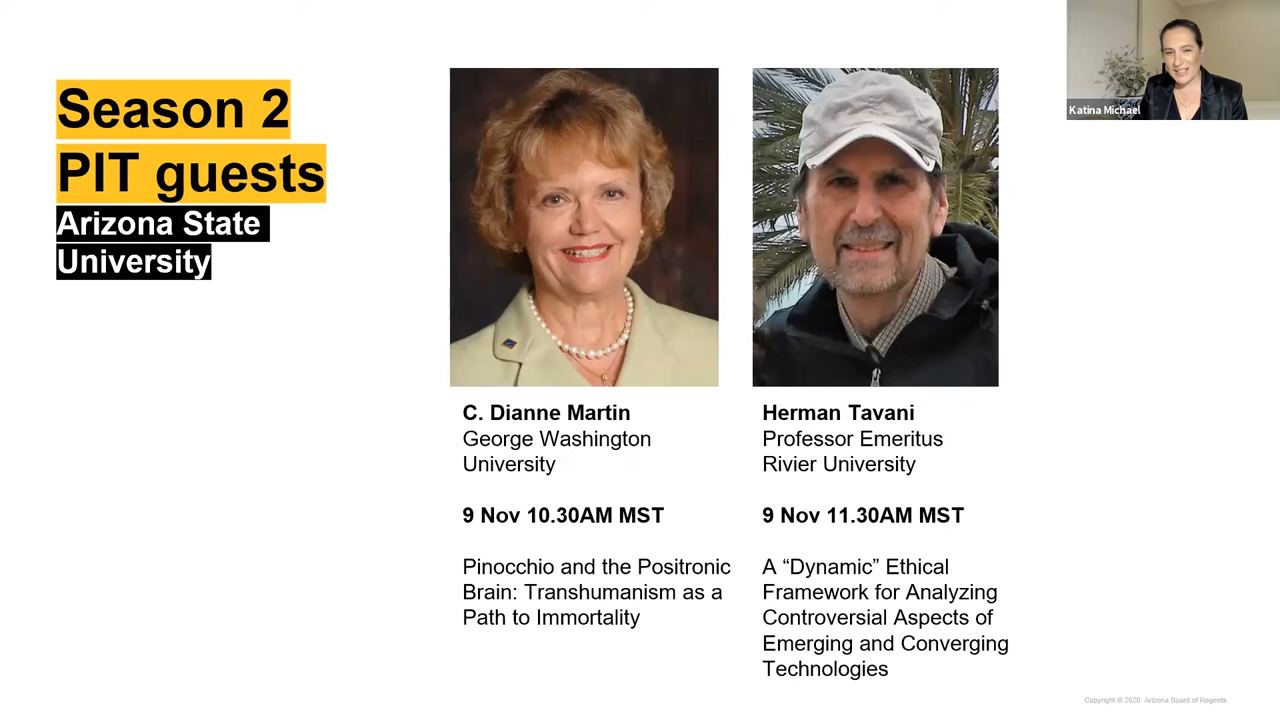 Season 2
PIT guests
Arizona State
University
Katina Michael
C. Dianne Martin
George Washington
University
9 Nov 10.30AM MST
Pinocchio and the Positronic
Brain: Transhumanism as a
Path to Immortality
Herman Tavani
Professor Emeritus
Rivier University
9 Nov 11.30AM MST
A “Dynamic” Ethical
Framework for Analyzing
Controversial Aspects of
Emerging and Converging
Technologies
Copyright © 2020 Arizona Board of Regents